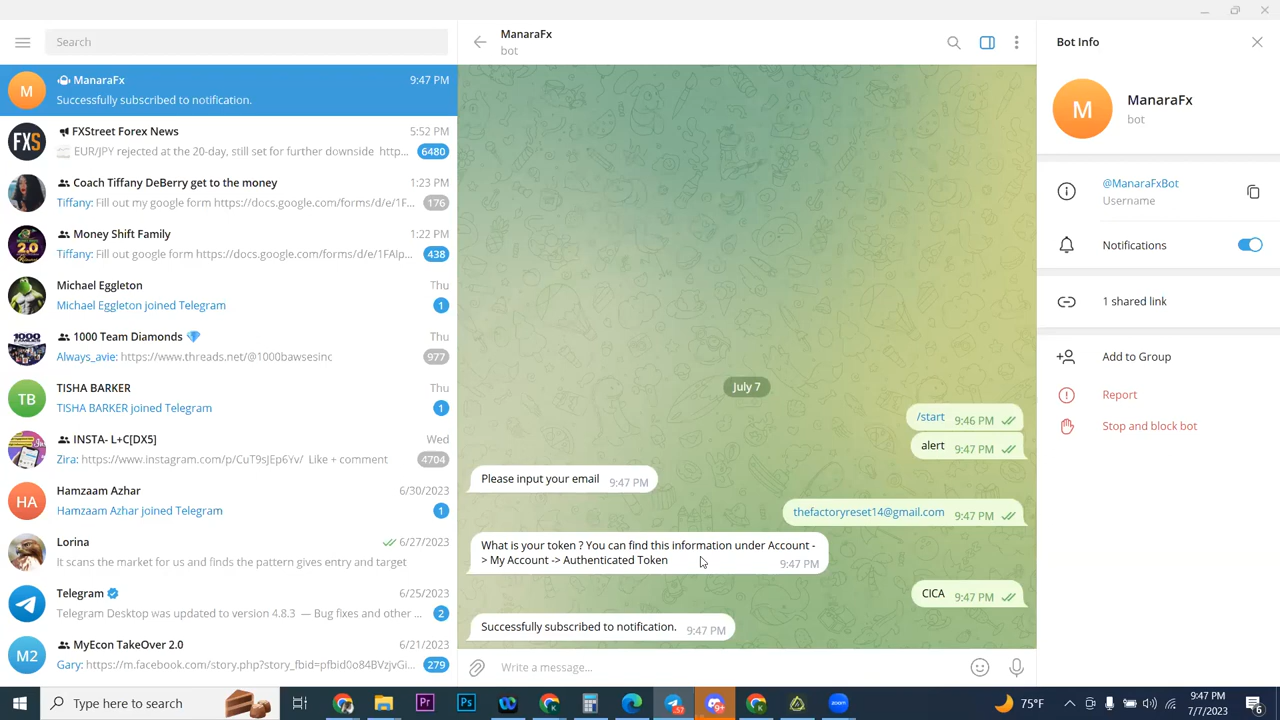 Search
ManaraFx
9:47 PM
Successfully subscribed to notification.
FXS
FXStreet Forex News
5:52 PM
EUR/JPY rejected at the 20-day, still set for further downside http...
6480
Coach Tiffany DeBerry get to the money
1:23 PM
Tiffany: Fill out my google form https://docs.google.com/forms/d/e/1F...
176
Money Shift Family
1:22 PM
Tiffany: Fill out google form https://docs.google.com/forms/d/e/1FAIp...
438
Michael Eggleton
Thu
Michael Eggleton joined Telegram
1
1000 Team Diamonds
Thu
Always_avie: https://www.threads.net/@1000bawsesinc
977
TB
TISHA BARKER
Thu
TISHA BARKER joined Telegram
1
INSTA- L+C[DX5]
Wed
Zira: https://www.instagram.com/p/CuT9sJEp6Yv/ Like + comment
4704
HA
Hamzaam Azhar
6/30/2023
Hamzaam Azhar joined Telegram
1
Lorina
6/27/2023
It scans the market for us and finds the pattern gives entry and target
Telegram
6/25/2023
Telegram Desktop was updated to version 4.8.3 — Bug fixes and other ...
2
M2
MyEcon TakeOver 2.0
6/21/2023
Gary: https://m.facebook.com/story.php?story_fbid=pfbid0o84BVzjvGi...
279
ManaraFx
bot
July 7
/start 9:46 PM
alert 9:47 PM
Please input your email 9:47 PM
thefactoryreset14@gmail.com 9:47 PM
What is your token ? You can find this information under Account -
> My Account -> Authenticated Token
9:47 PM
CICA 9:47 PM
Successfully subscribed to notification. 9:47 PM
Write a message...
Bot Info
M
ManaraFx
bot
@ManaraFxBot
Username
Notifications
1 shared link
Add to Group
Report
Stop and block bot
Type here to search
Pr
Ps
57
9+
zoom
75°F
9:47 PM
7/7/2023
6